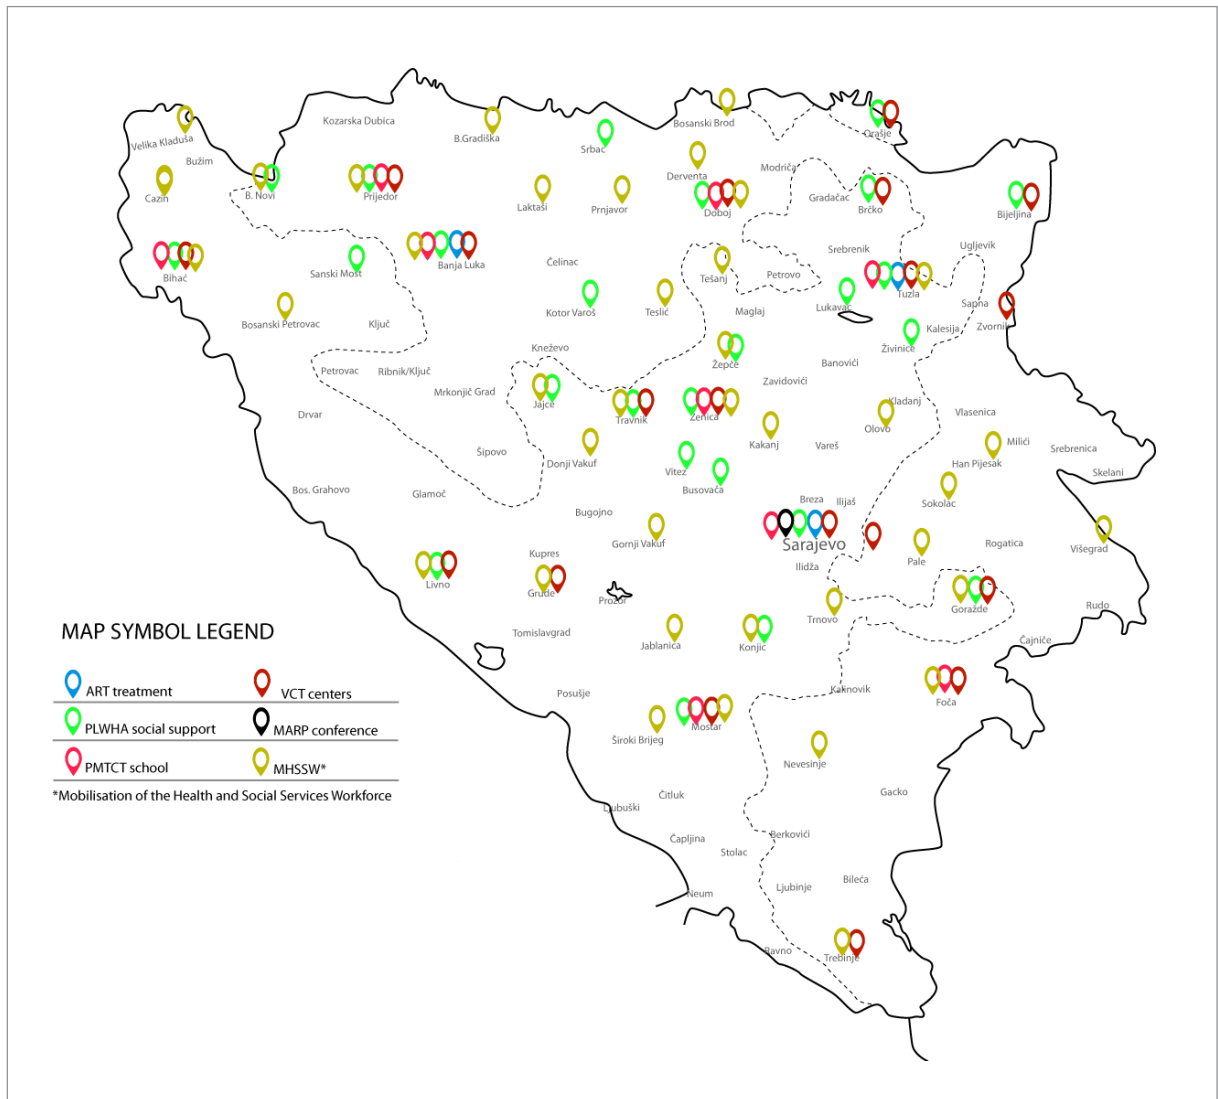 Kozarska Dubica
Bosanski Brod
Orašje
Velika Kladuša
B.Gradiška
Srbac
Bužim
Modriča
Derventa
Cazin
B. Novi
Prijedor
Laktaši
Prnjavor
Doboj
Gradačac
Brčko
Bijeljina
Bihać
Sanski Most
Banja Luka
Čelinac
Tešanj
Petrovo
Srebrenik
Ugljevik
Bosanski Petrovac
Ključ
Kotor Varoš
Teslić
Maglaj
Lukavac
Tuzla
Sapna
Zvornik
Kalesija
Živinice
Kneževo
Žepče
Banovići
Petrovac
Ribnik/Ključ
Mrkonjić Grad
Zavidovići
Drvar
Jajce
Travnik
Zenica
Kladanj
Vlasenica
Olovo
Šipovo
Donji Vakuf
Kakanj
Vareš
Milići
Srebrenica
Han Pijesak
Vitez
Skelani
Bos. Grahovo
Glamoč
Busovača
Breza
Ilijaš
Sokolac
Bugojno
Gornji Vakuf
Sarajevo
Rogatica
Višegrad
Kupres
Ilidža
Pale
Livno
Grude
Prozor
Trnovo
Goražde
Rudo
MAP SYMBOL LEGEND
Tomislavgrad
Jablanica
Konjic
Čajniče
ART treatment
VCT centers
Posušje
Kalinovik
Foča
PLWHA social support
MARP conference
Široki Brijeg
Mostar
PMTCT school
MHSSW*
Nevesinje
*Mobilisation of the Health and Social Services Workforce
Ljubuški
Čitluk
Gacko
Čapljina
Berkovići
Stolac
Neum
Ljubinje
Bileća
Ravno
Trebinje